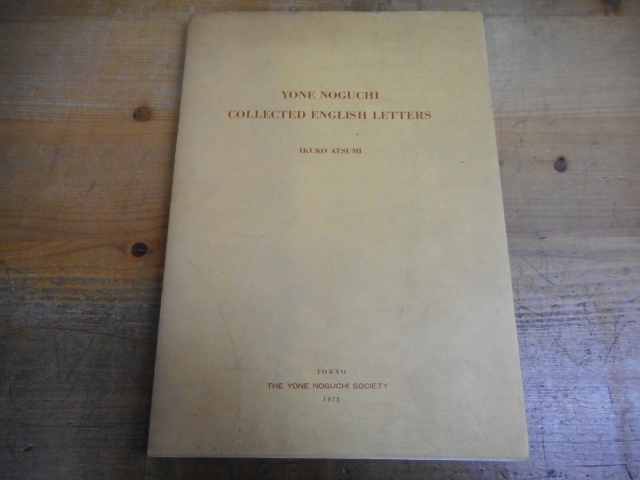 YONE NOGUCHI
COLLECTED ENGLISH LETTERS
IKUKO ATSUMI
TOKYO
THE YONE NOGUCHI SOCIETY
1975